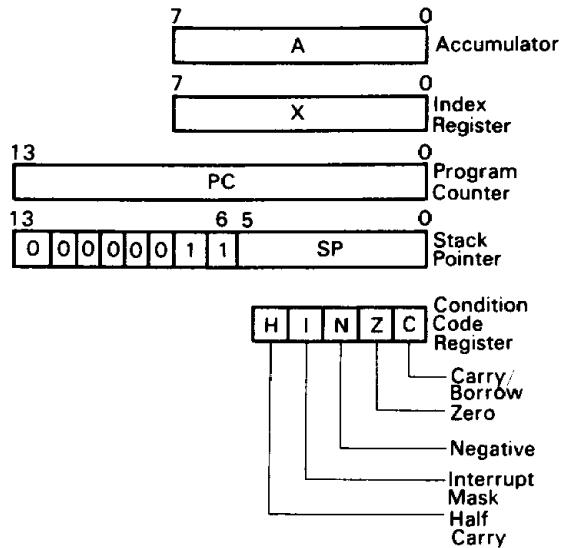 7 0
A Accumulator
7 0
X Index
Register
13 0
PC Program
Counter
13 6 5 0
0 0 0 0 0 0 1 1 SP Stack
Pointer
Condition
H I N Z C Code
Register
Carry/
Borrow
Zero
Negative
Interrupt
Mask
Half
Carry